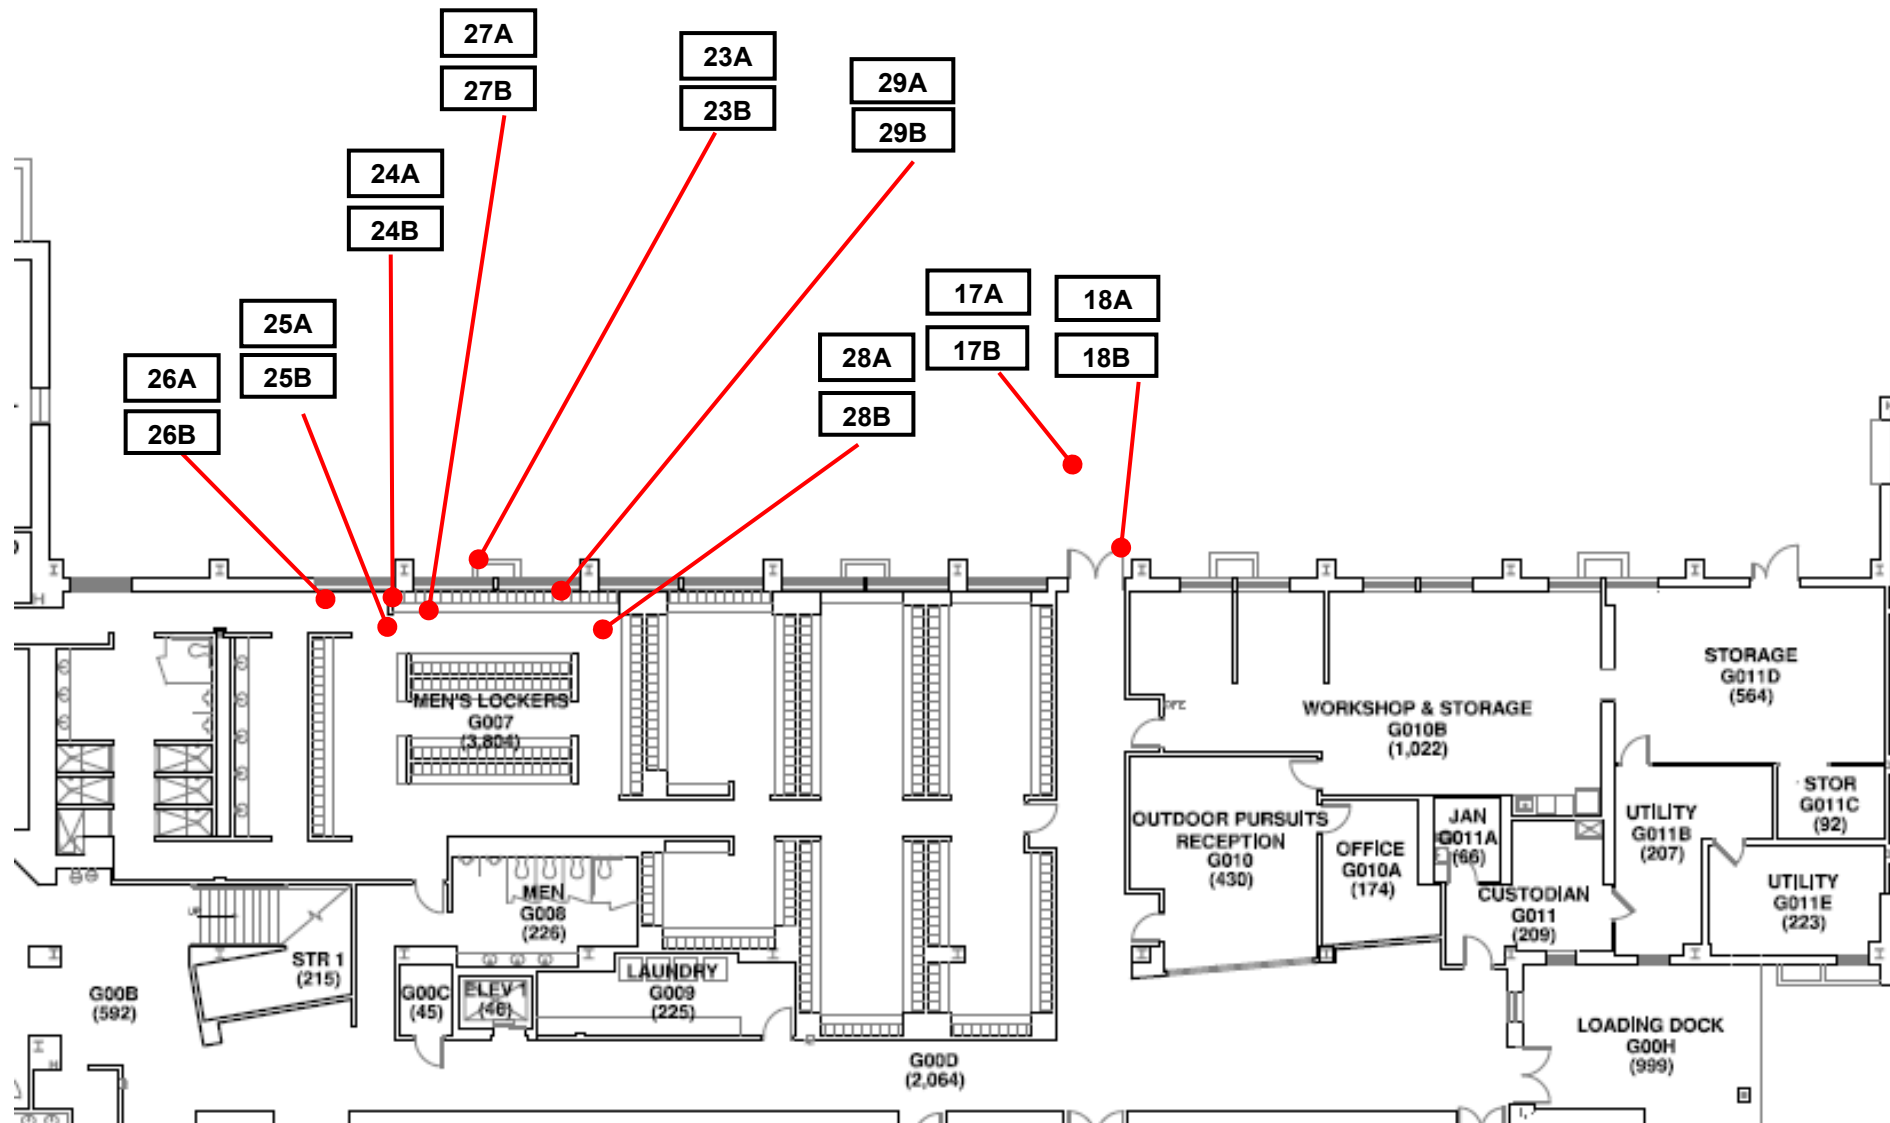 27A
27B
23A
23B
29A
29B
24A
24B
17A
17B
18A
18B
25A
25B
28A
28B
26A
26B
MEN'S LOCKERS
G007
(3,804)
STORAGE
G011D
(564)
WORKSHOP & STORAGE
G010B
(1,022)
STOR
G011C
(92)
OUTDOOR PURSUITS
RECEPTION
G010
(430)
OFFICE
G010A
(174)
JAN
G011A
(66)
UTILITY
G011B
(207)
CUSTODIAN
G011
(209)
UTILITY
G011E
(223)
MEN
G008
(226)
STR 1
(215)
G00B
(592)
G00C
(45)
ELEV 1
(46)
LAUNDRY
G009
(225)
G00D
(2,064)
LOADING DOCK
G00H
(999)